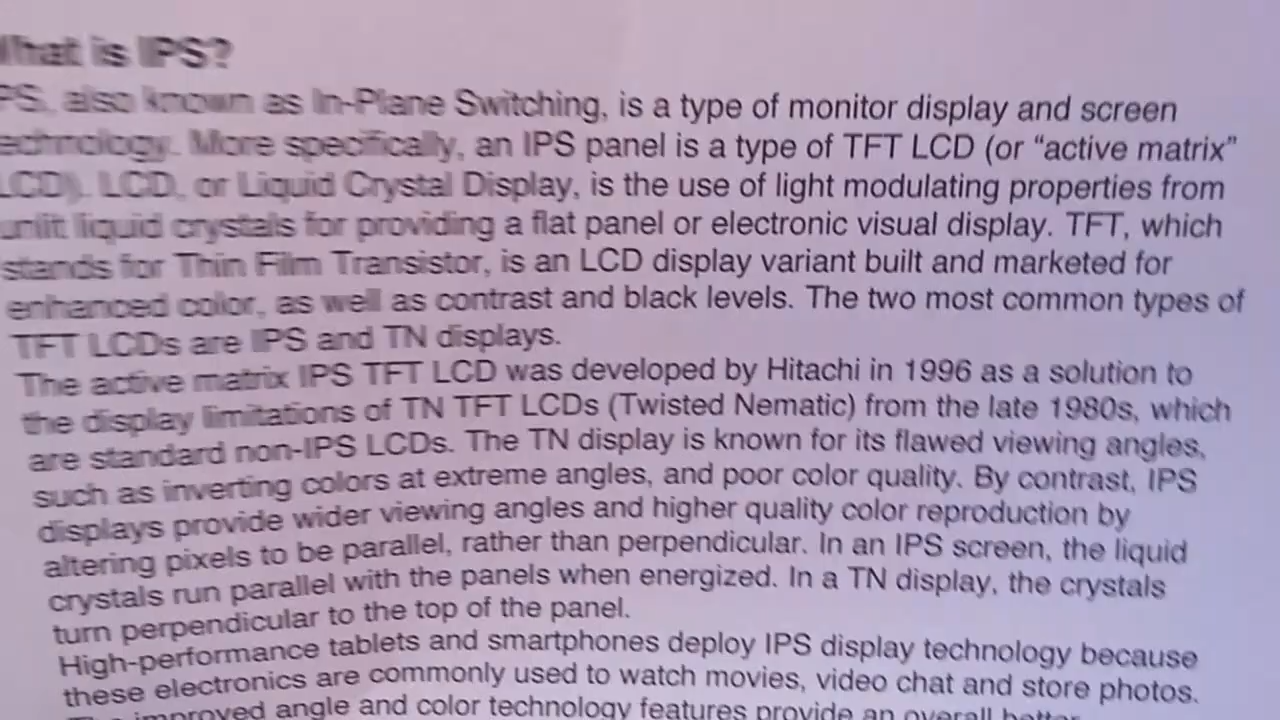 What is IPS?
PS, also known as In-Plane Switching, is a type of monitor display and screen
echnology. More specifically, an IPS panel is a type of TFT LCD (or “active matrix”
LCD). LCD, or Liquid Crystal Display, is the use of light modulating properties from
unlit liquid crystals for providing a flat panel or electronic visual display. TFT, which
stands for Thin Film Transistor, is an LCD display variant built and marketed for
enhanced color, as well as contrast and black levels. The two most common types of
TFT LCDs are IPS and TN displays.
The active matrix IPS TFT LCD was developed by Hitachi in 1996 as a solution to
the display limitations of TN TFT LCDs (Twisted Nematic) from the late 1980s, which
are standard non-IPS LCDs. The TN display is known for its flawed viewing angles,
such as inverting colors at extreme angles, and poor color quality. By contrast, IPS
displays provide wider viewing angles and higher quality color reproduction by
altering pixels to be parallel, rather than perpendicular. In an IPS screen, the liquid
crystals run parallel with the panels when energized. In a TN display, the crystals
turn perpendicular to the top of the panel.
High-performance tablets and smartphones deploy IPS display technology because
these electronics are commonly used to watch movies, video chat and store photos.
improved angle and color technology features provide an overall better